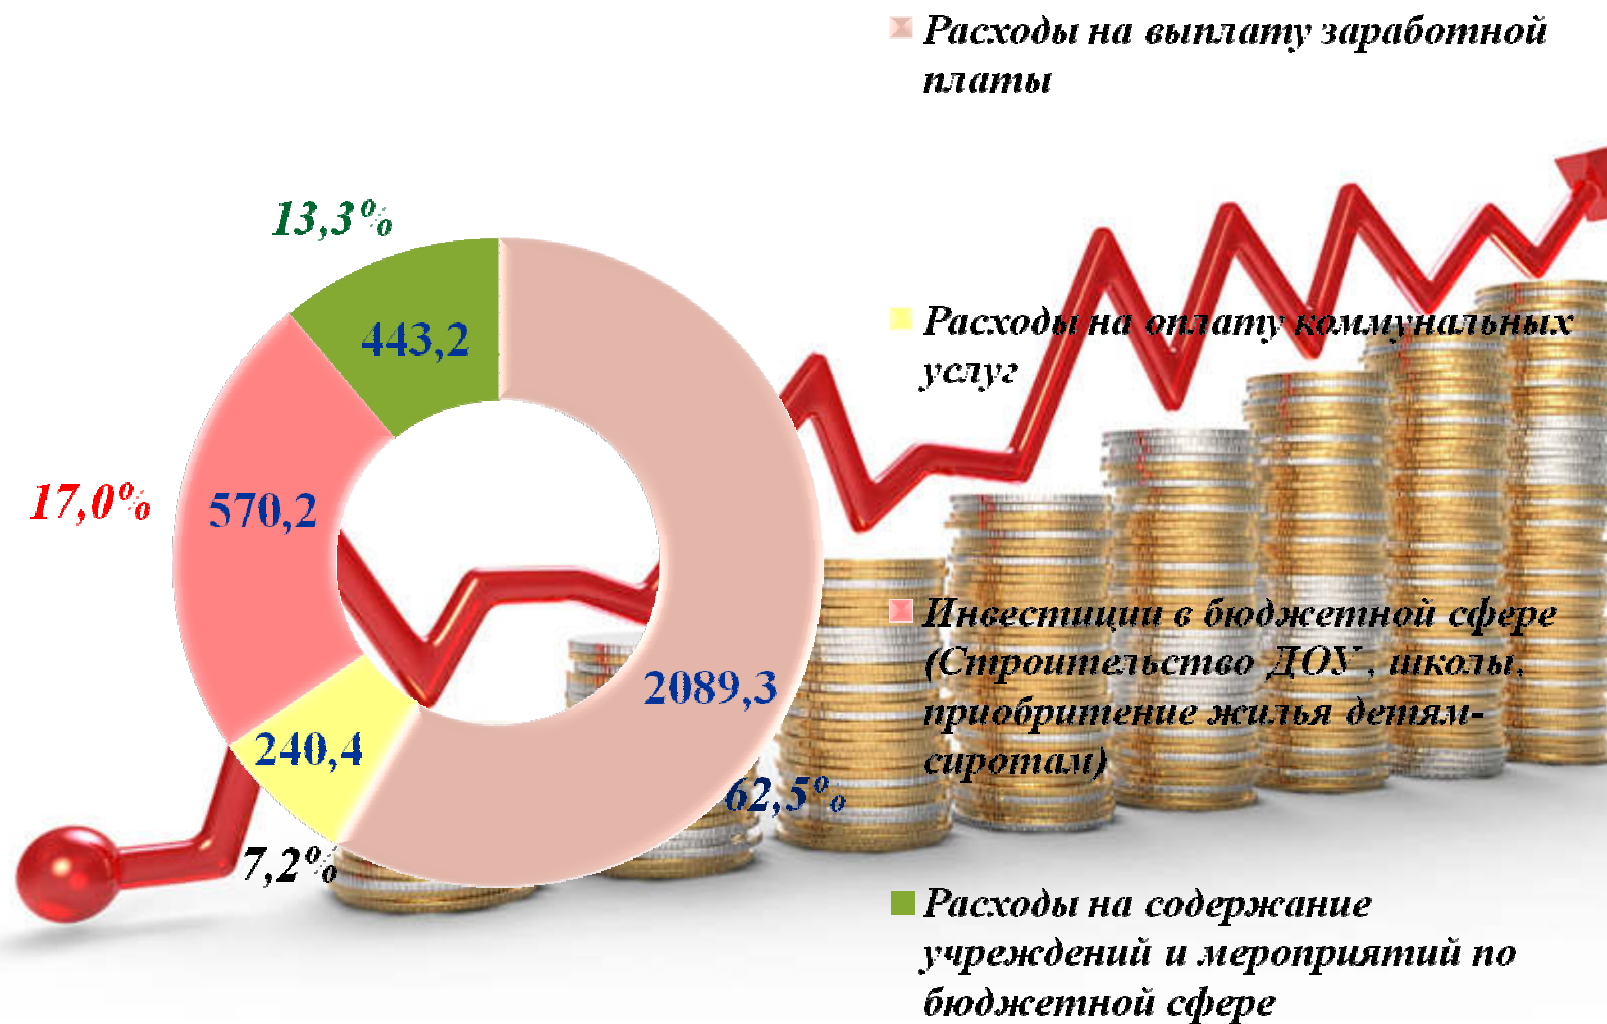 Расходы на выплату заработной
платы
13,3%
443,2
Расходы на оплату коммунальных
услуг
17,0%
570,2
Инвестиции в бюджетной сфере
(Строительство ДОУ, школы,
приобритение жилья детям-
сиротам)
2089,3
240,4
62,5%
7,2%
Расходы на содержание
учреждений и мероприятий по
бюджетной сфере